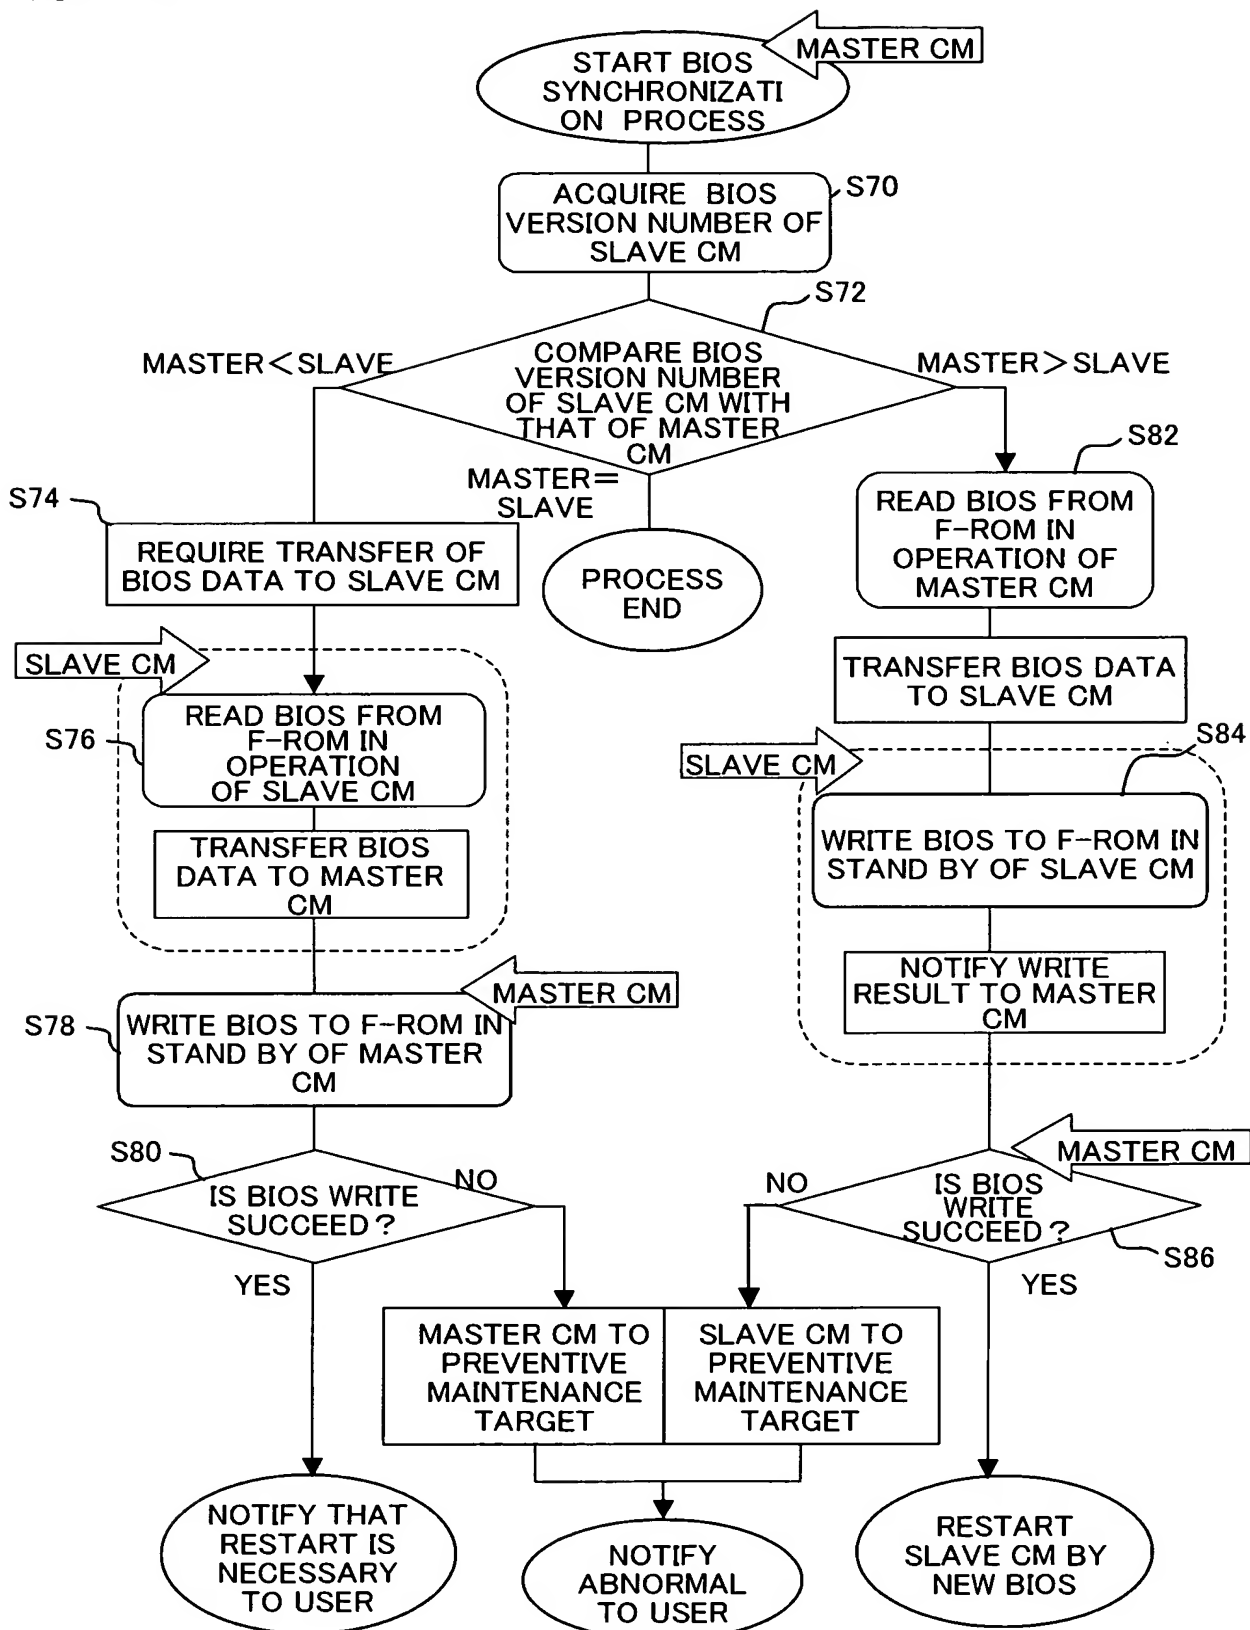 MASTER CM
START BIOS
SYNCHRONIZATI
ON PROCESS
S70
ACQUIRE BIOS
VERSION NUMBER OF
SLAVE CM
S72
MASTER<SLAVE
COMPARE BIOS
VERSION NUMBER
OF SLAVE CM WITH
THAT OF MASTER
CM
MASTER>SLAVE
MASTER=
SLAVE
S74
REQUIRE TRANSFER OF
BIOS DATA TO SLAVE CM
PROCESS
END
S82
READ BIOS FROM
F-ROM IN
OPERATION OF
MASTER CM
SLAVE CM
TRANSFER BIOS DATA
TO SLAVE CM
S76
READ BIOS FROM
F-ROM IN
OPERATION
OF SLAVE CM
SLAVE CM
S84
TRANSFER BIOS
DATA TO MASTER
CM
WRITE BIOS TO F-ROM IN
STAND BY OF SLAVE CM
MASTER CM
NOTIFY WRITE
RESULT TO MASTER
CM
S78
WRITE BIOS TO F-ROM IN
STAND BY OF MASTER
CM
S80
IS BIOS WRITE
SUCCEED?
NO
YES
MASTER CM
NO
IS BIOS
WRITE
SUCCEED?
S86
YES
MASTER CM TO
PREVENTIVE
MAINTENANCE
TARGET
SLAVE CM TO
PREVENTIVE
MAINTENANCE
TARGET
NOTIFY THAT
RESTART IS
NECESSARY
TO USER
NOTIFY
ABNORMAL
TO USER
RESTART
SLAVE CM BY
NEW BIOS